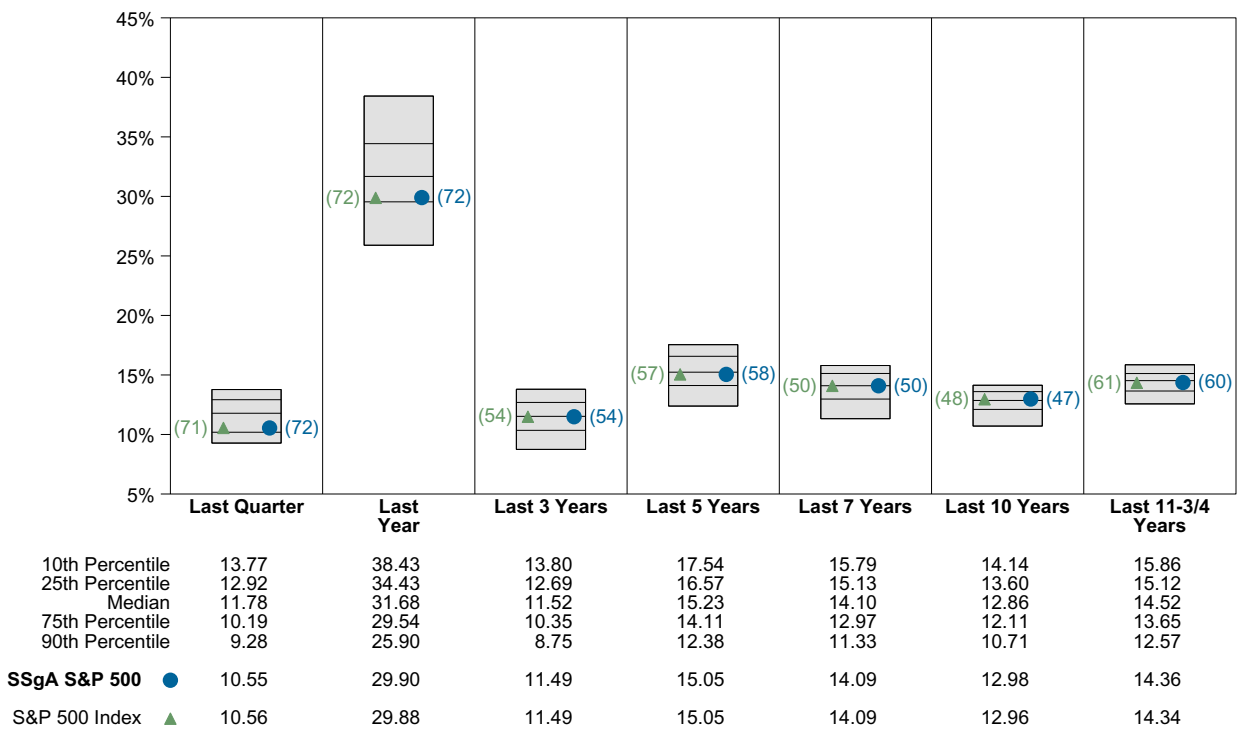 45%
40%
35%
30%
25%
20%
15%
10%
5%
(71) (72)
(72) (72)
(54) (54)
(57) (58)
(50) (50)
(48) (47)
(61) (60)
Last Quarter Last Last 3 Years Last 5 Years Last 7 Years Last 10 Years Last 11-3/4
Year Years
10th Percentile 13.77 38.43 13.80 17.54 15.79 14.14 15.86
25th Percentile 12.92 34.43 12.69 16.57 15.13 13.60 15.12
Median 11.78 31.68 11.52 15.23 14.10 12.86 14.52
75th Percentile 10.19 29.54 10.35 14.11 12.97 12.11 13.65
90th Percentile 9.28 25.90 8.75 12.38 11.33 10.71 12.57
SSgA S&P 500 10.55 29.90 11.49 15.05 14.09 12.98 14.36
S&P 500 Index 10.56 29.88 11.49 15.05 14.09 12.96 14.34